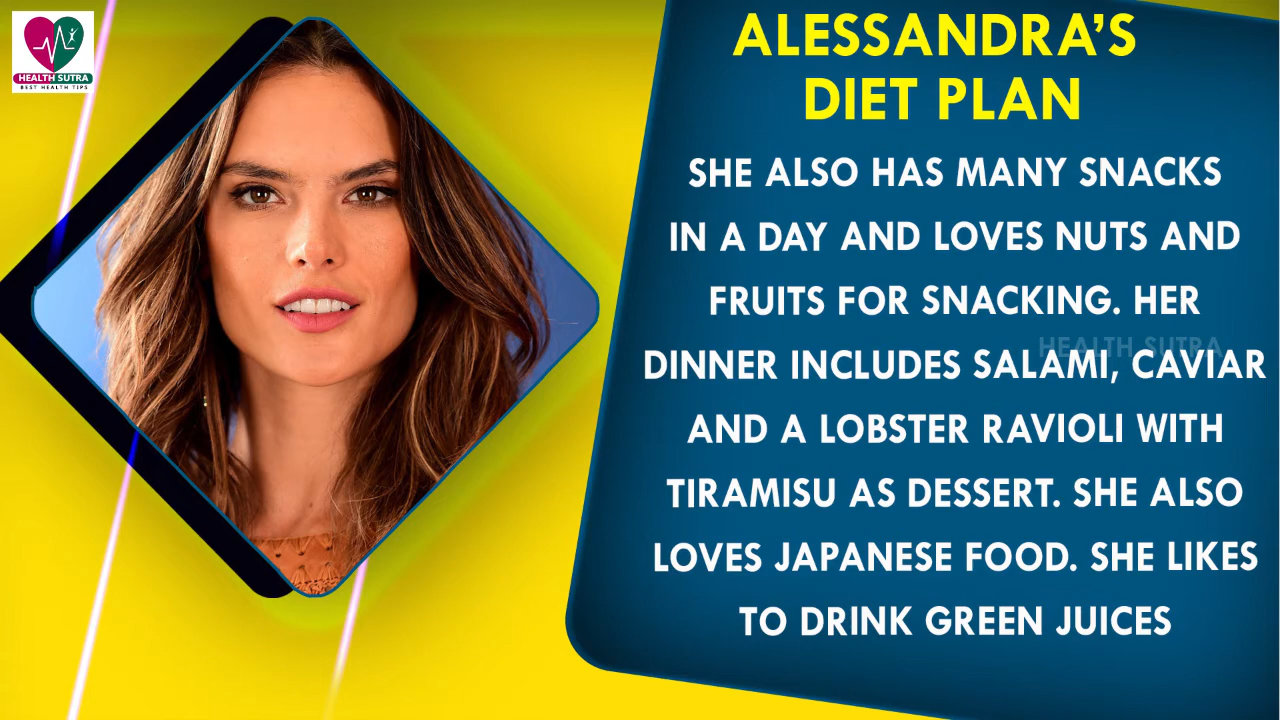 HEALTH SUTRA
BEST HEALTH TIPS
ALESSANDRA’S
DIET PLAN
SHE ALSO HAS MANY SNACKS
IN A DAY AND LOVES NUTS AND
FRUITS FOR SNACKING. HER
HEALTH SUTRA
DINNER INCLUDES SALAMI, CAVIAR
AND A LOBSTER RAVIOLI WITH
TIRAMISU AS DESSERT. SHE ALSO
LOVES JAPANESE FOOD. SHE LIKES
TO DRINK GREEN JUICES